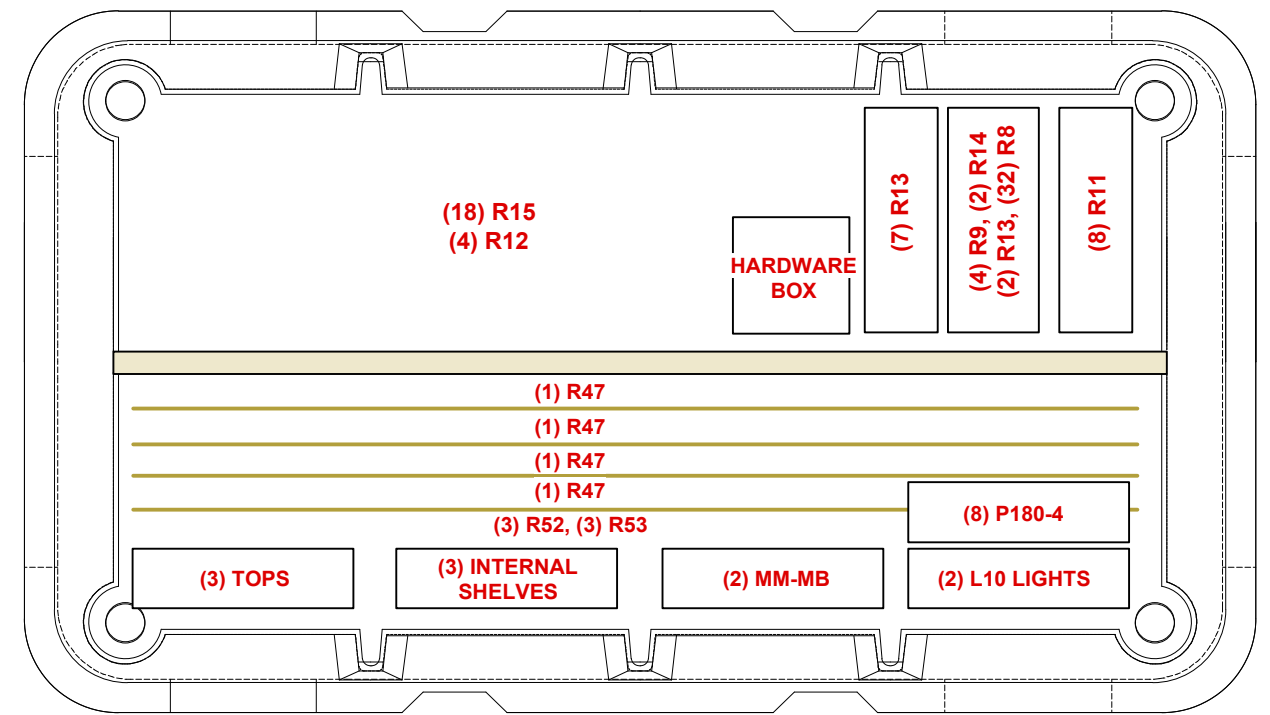 (18) R15
(4) R12
HARDWARE
BOX
(7) R13
(4) R9, (2) R14
(2) R13, (32) R8
(8) R11
(1) R47
(1) R47
(1) R47
(1) R47
(3) R52, (3) R53
(8) P180-4
(3) TOPS
(3) INTERNAL
SHELVES
(2) MM-MB
(2) L10 LIGHTS